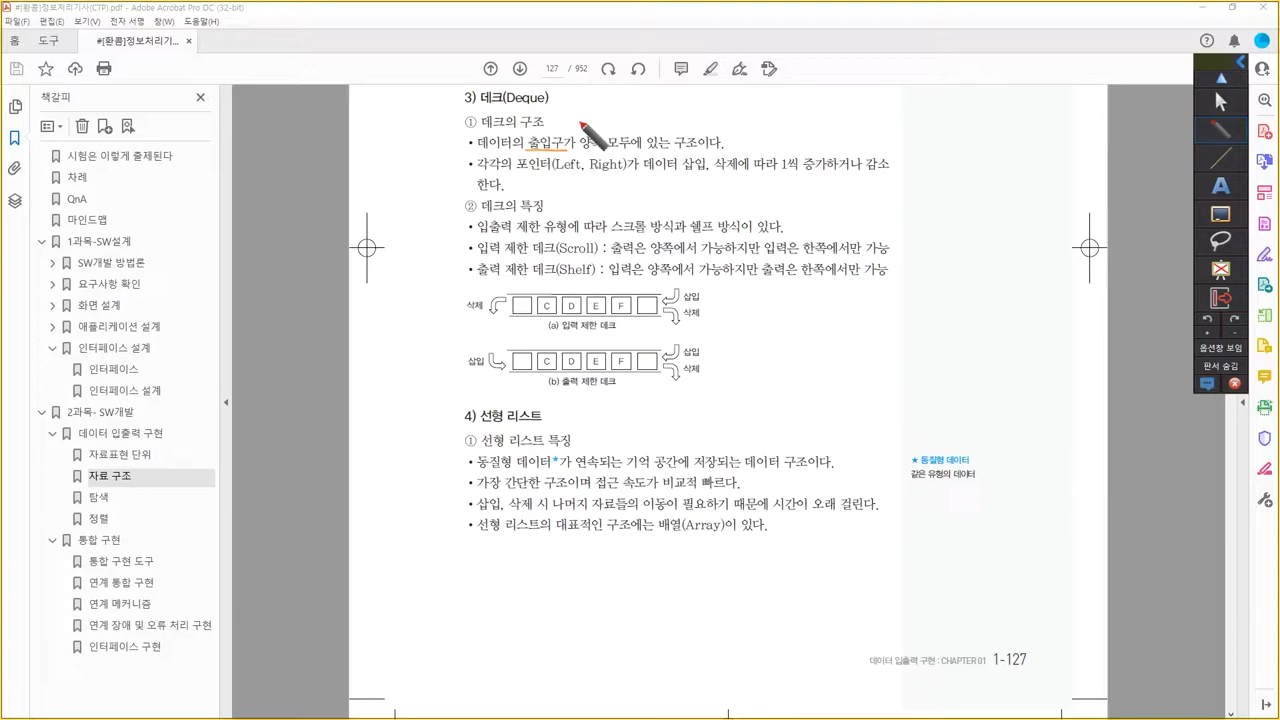 #[환콤]정보처리기사(CTP).pdf - Adobe Acrobat Pro DC (32-bit)
파일(F) 편집(E) 보기(V) 전자 서명 창(W) 도움말(H)
홈 도구 #[환콤]정보처리기... ×
127 / 952
책갈피
시험은 이렇게 출제된다
차례
QnA
마인드맵
1과목-SW설계
SW개발 방법론
요구사항 확인
화면 설계
애플리케이션 설계
인터페이스 설계
인터페이스
인터페이스 설계
2과목- SW개발
데이터 입출력 구현
자료표현 단위
자료 구조
탐색
정렬
통합 구현
통합 구현 도구
연계 통합 구현
연계 메커니즘
연계 장애 및 오류 처리 구현
인터페이스 구현
3) 데크(Deque)
① 데크의 구조
• 데이터의 출입구가 양 모두에 있는 구조이다.
• 각각의 포인터(Left, Right)가 데이터 삽입, 삭제에 따라 1씩 증가하거나 감소
한다.
② 데크의 특징
• 입출력 제한 유형에 따라 스크롤 방식과 쉘프 방식이 있다.
• 입력 제한 데크(Scroll) : 출력은 양쪽에서 가능하지만 입력은 한쪽에서만 가능
• 출력 제한 데크(Shelf) : 입력은 양쪽에서 가능하지만 출력은 한쪽에서만 가능
삭제 C D E F 삽입
삭제
(a) 입력 제한 데크
삽입 C D E F 삽입
삭제
(b) 출력 제한 데크
4) 선형 리스트
① 선형 리스트 특징
• 동질형 데이터★가 연속되는 기억 공간에 저장되는 데이터 구조이다.
• 가장 간단한 구조이며 접근 속도가 비교적 빠르다.
• 삽입, 삭제 시 나머지 자료들의 이동이 필요하기 때문에 시간이 오래 걸린다.
• 선형 리스트의 대표적인 구조에는 배열(Array)이 있다.
★ 동질형 데이터
같은 유형의 데이터
데이터 입출력 구현 : CHAPTER 01 1-127
A
+ -
옵션창 보임
판서 숨김